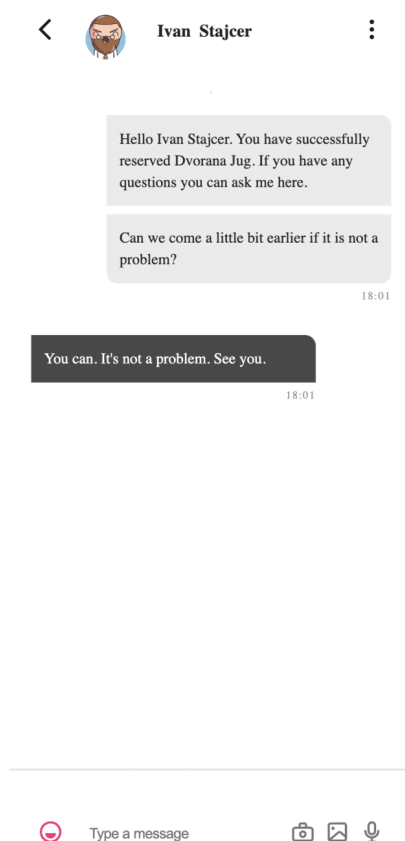 Ivan Stajcer
Hello Ivan Stajcer. You have successfully
reserved Dvorana Jug. If you have any
questions you can ask me here.
Can we come a little bit earlier if it is not a
problem?
18:01
You can. It's not a problem. See you.
18:01
Type a message